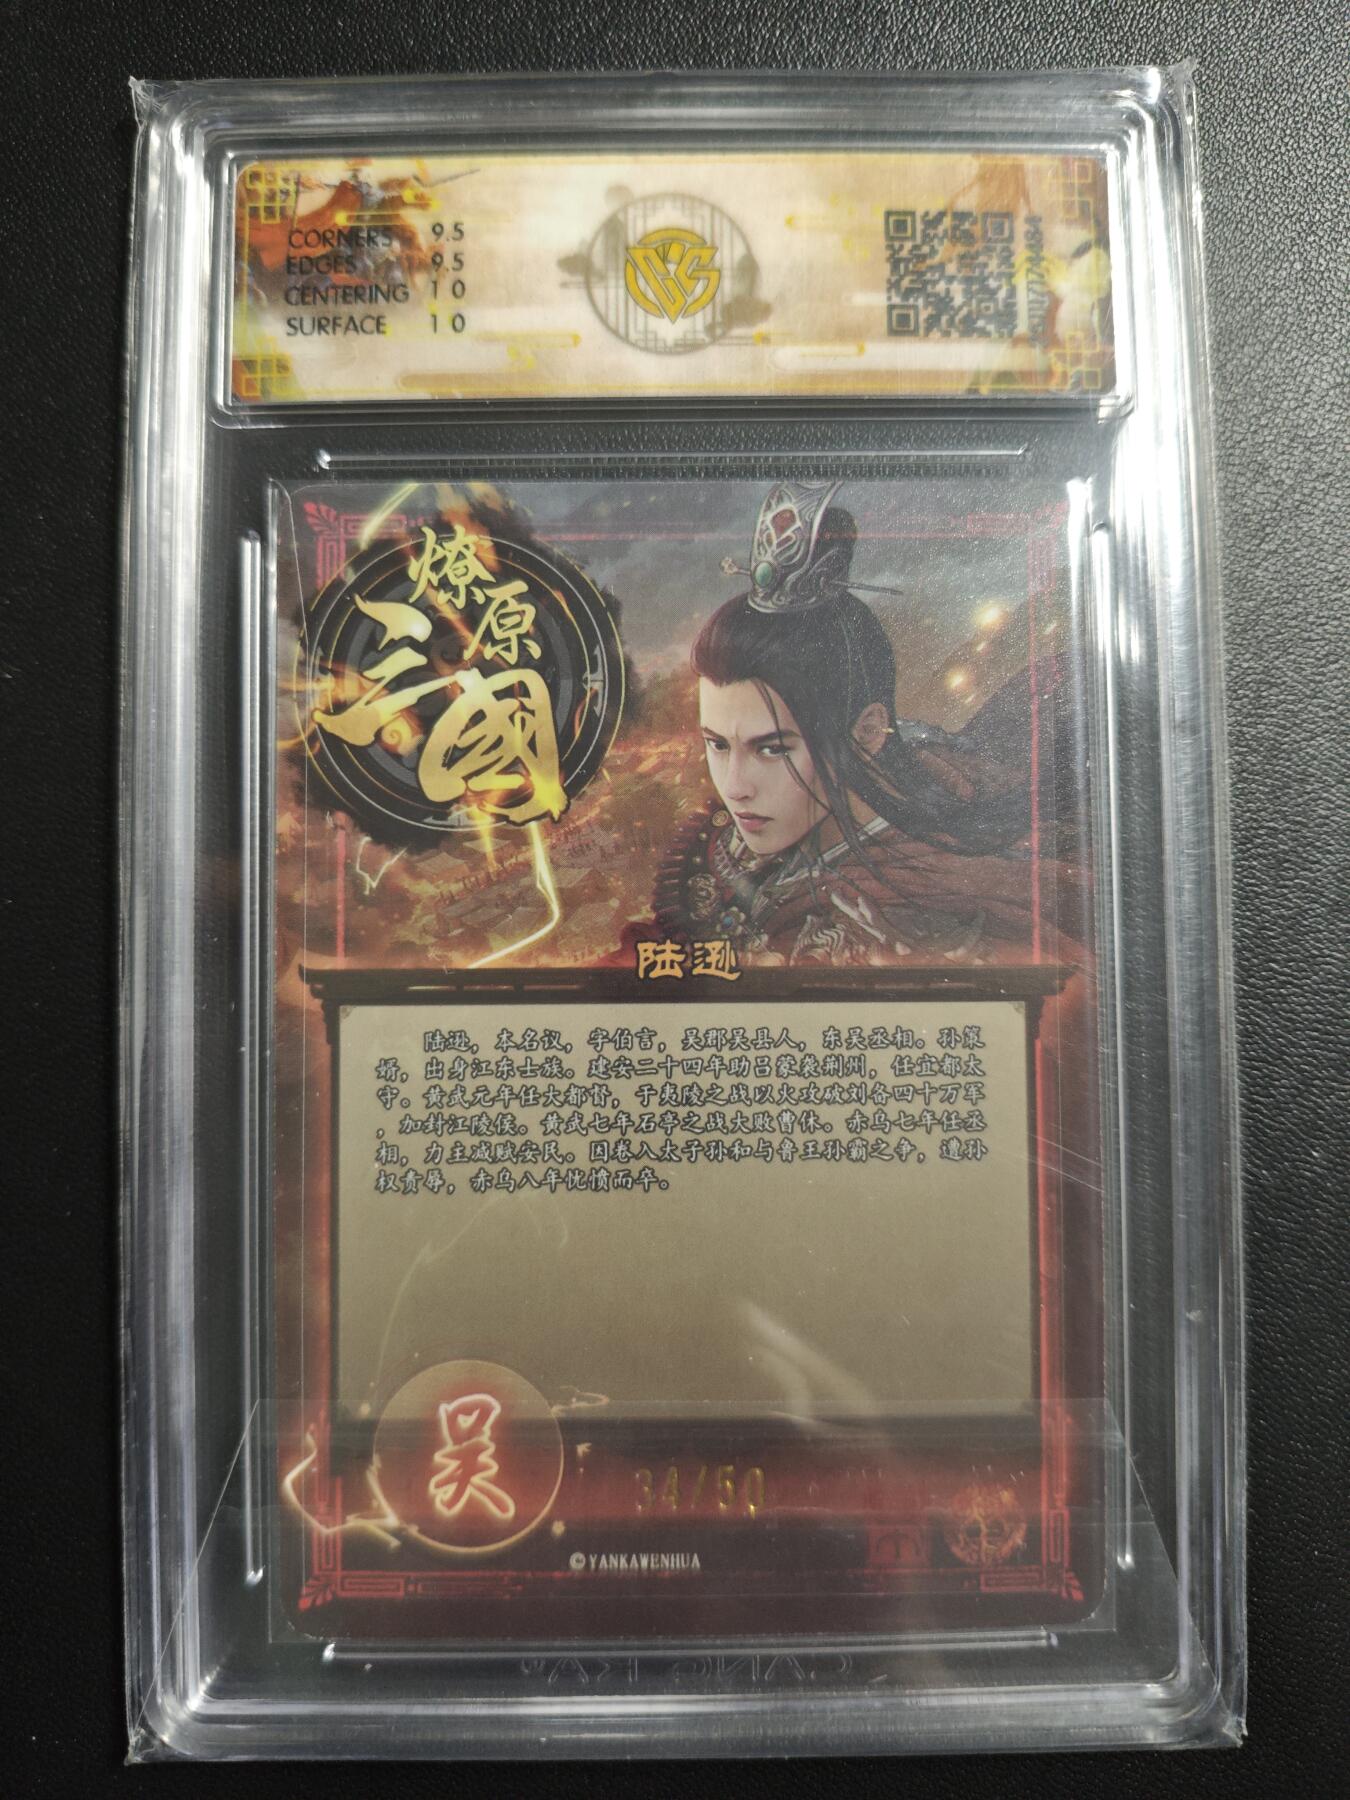 CORNERS 9.5
EDGES 9.5
CENTERING 10
SURFACE 10
燎原
三國
陆逊
陆逊，本名议，字伯言，吴郡吴县人，东吴丞相。孙策
婿，出身江东士族。建安二十四年助吕蒙袭荆州，任宜都太
守。黄武元年任大都督，于夷陵之战以火攻破刘备四十万军
，加封江陵侯。黄武七年石亭之战大败曹休。赤乌七年任丞
相，力主减赋安民。因卷入太子孙和与鲁王孙霸之争，遭孙
权责辱，赤乌八年忧愤而卒。
吴
34/50
©YANKAWENHUA